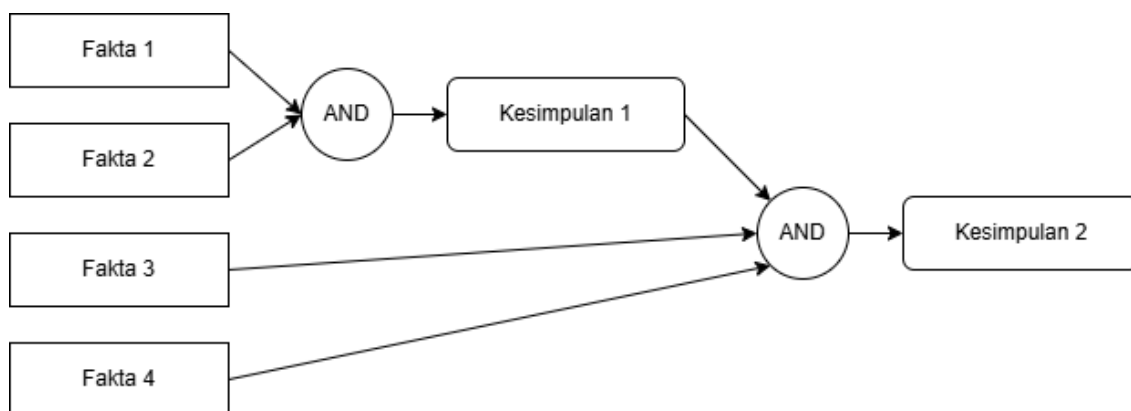 Fakta 1
Fakta 2
AND
Kesimpulan 1
Fakta 3
AND
Kesimpulan 2
Fakta 4